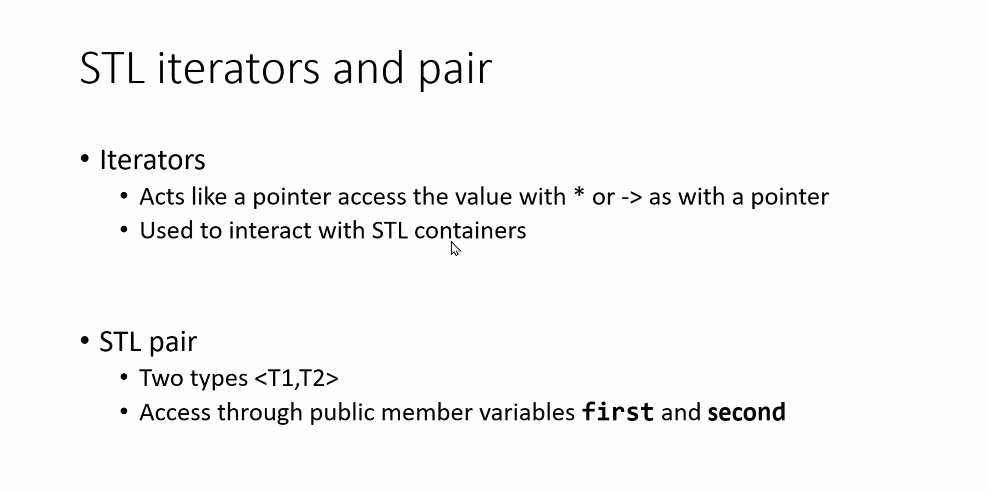 STL iterators and pair
• Iterators
• Acts like a pointer access the value with * or -> as with a pointer
• Used to interact with STL containers
• STL pair
• Two types <T1,T2>
• Access through public member variables first and second